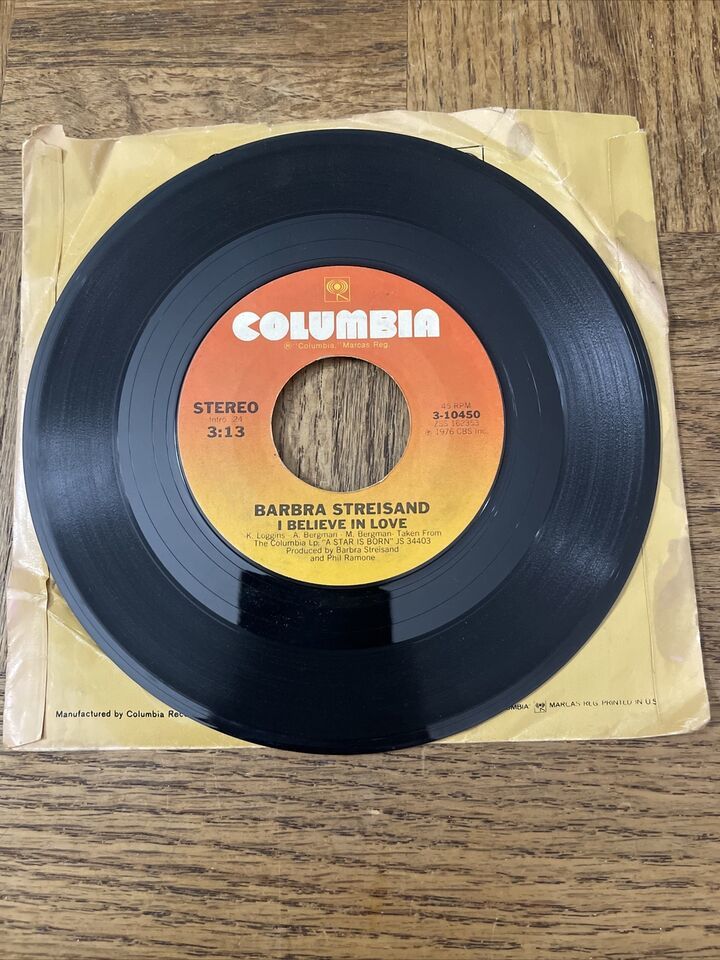 COLUMBIA
® "Columbia," Marcas Reg.
STEREO
Intro :24
3:13
45 RPM
3-10450
ZSS 162353
℗ 1976 CBS Inc.
BARBRA STREISAND
I BELIEVE IN LOVE
K. Loggins - A. Bergman - M. Bergman- Taken From
The Columbia Lp: "A STAR IS BORN" JS 34403
Produced by Barbra Streisand
and Phil Ramone
Manufactured by Columbia Rec
MARCAS REG. PRINTED IN U.S